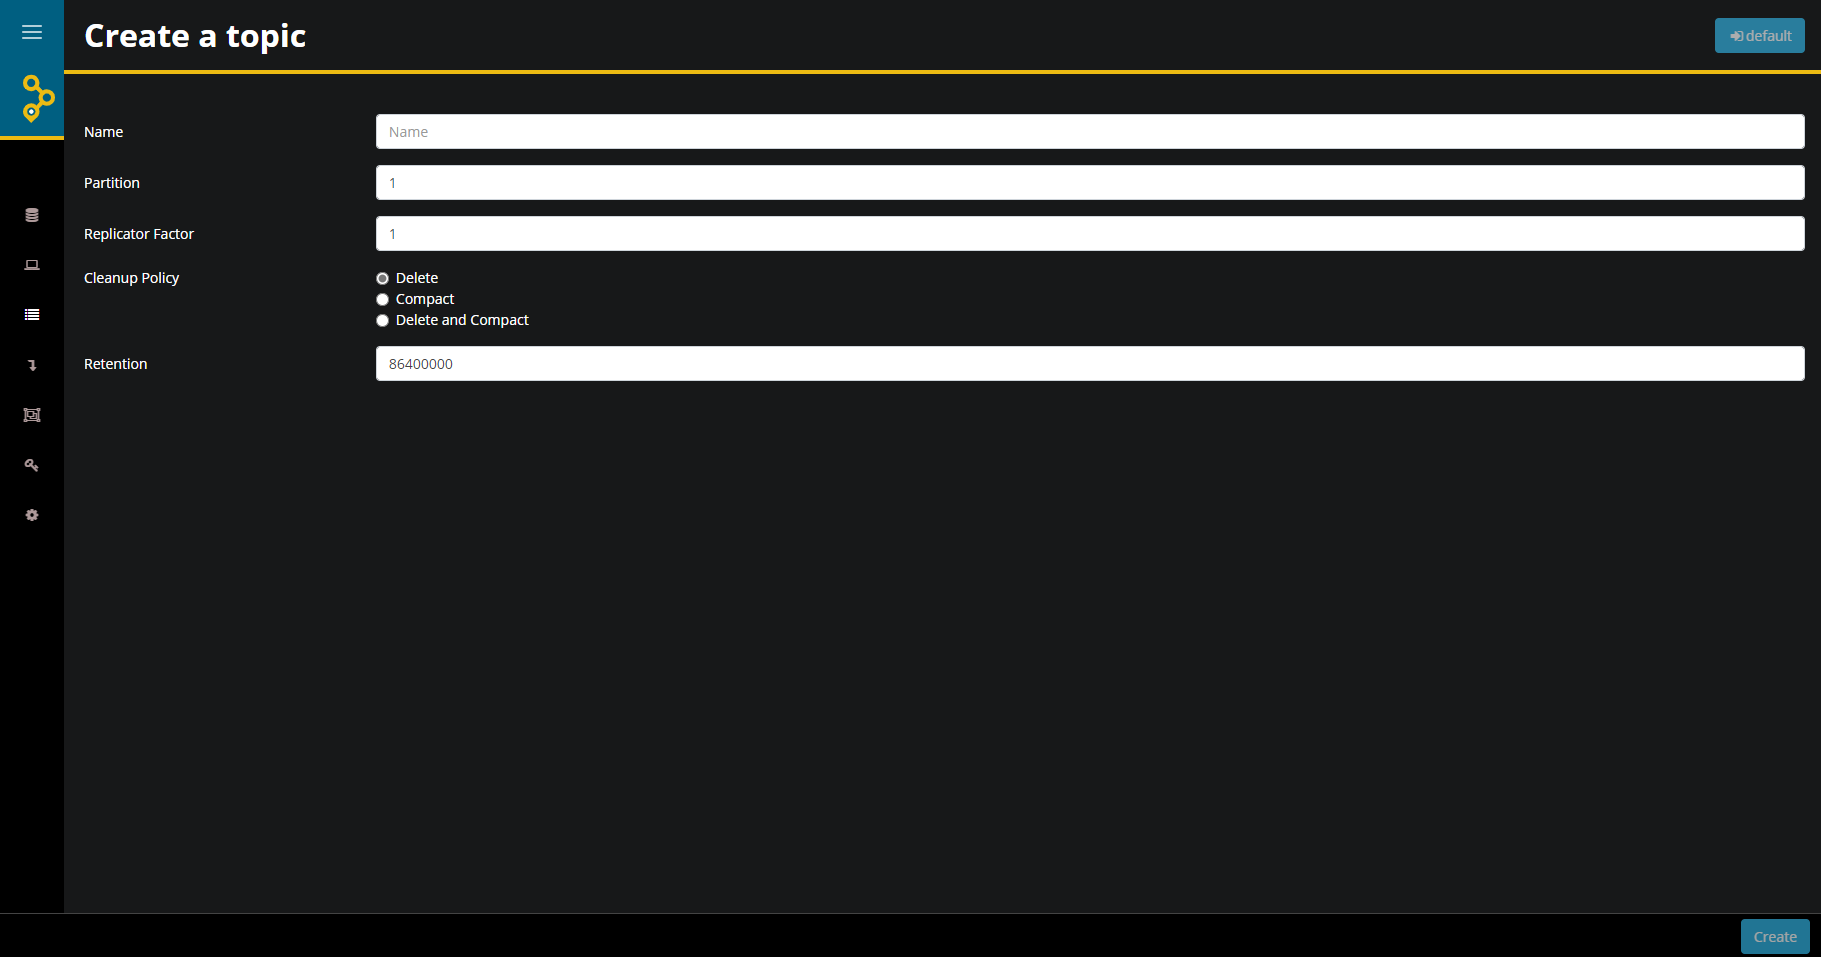 Create a topic
default
Name
Name
Partition
1
Replicator Factor
1
Cleanup Policy
Delete
Compact
Delete and Compact
Retention
86400000
Create